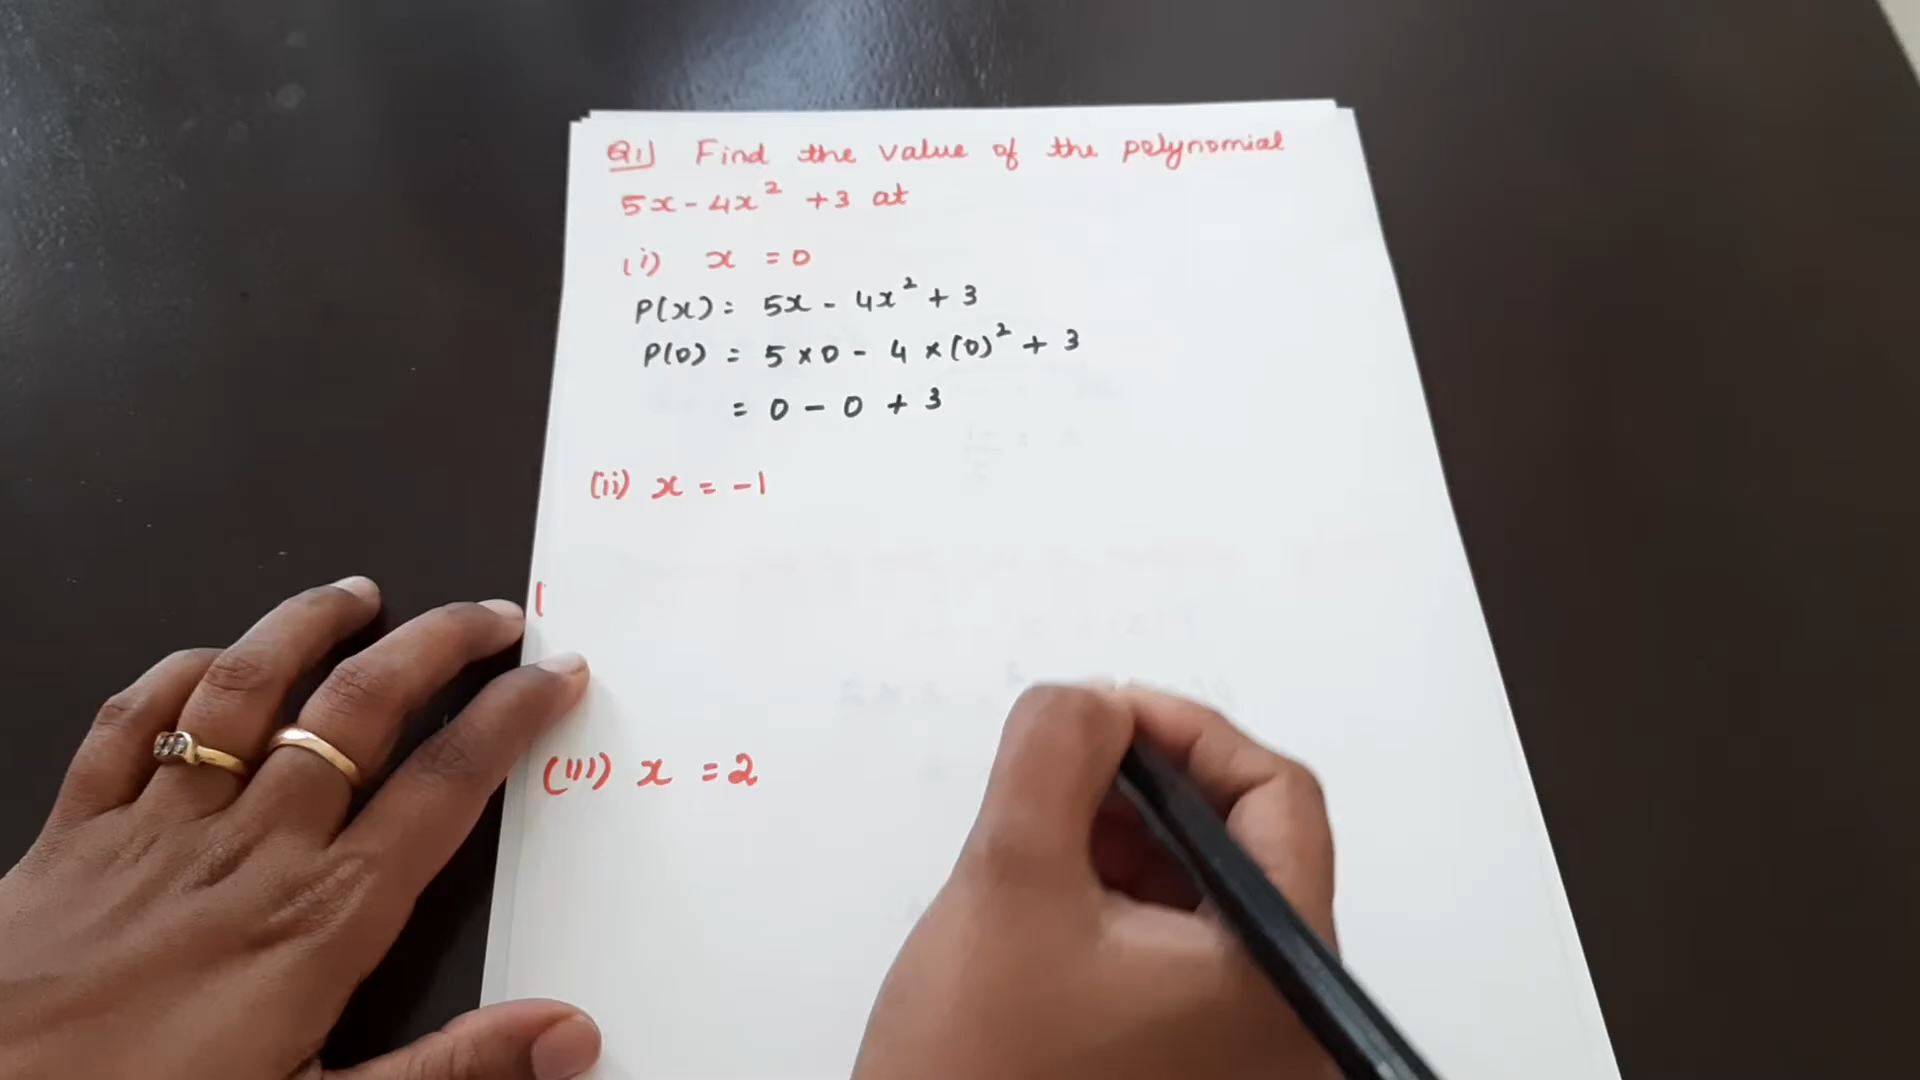 Q1) Find the value of the polynomial
5x - 4x² + 3 at
(i) x = 0
P(x) = 5x - 4x² + 3
P(0) = 5 × 0 - 4 × (0)² + 3
= 0 - 0 + 3
(ii) x = -1
(
(iii) x = 2